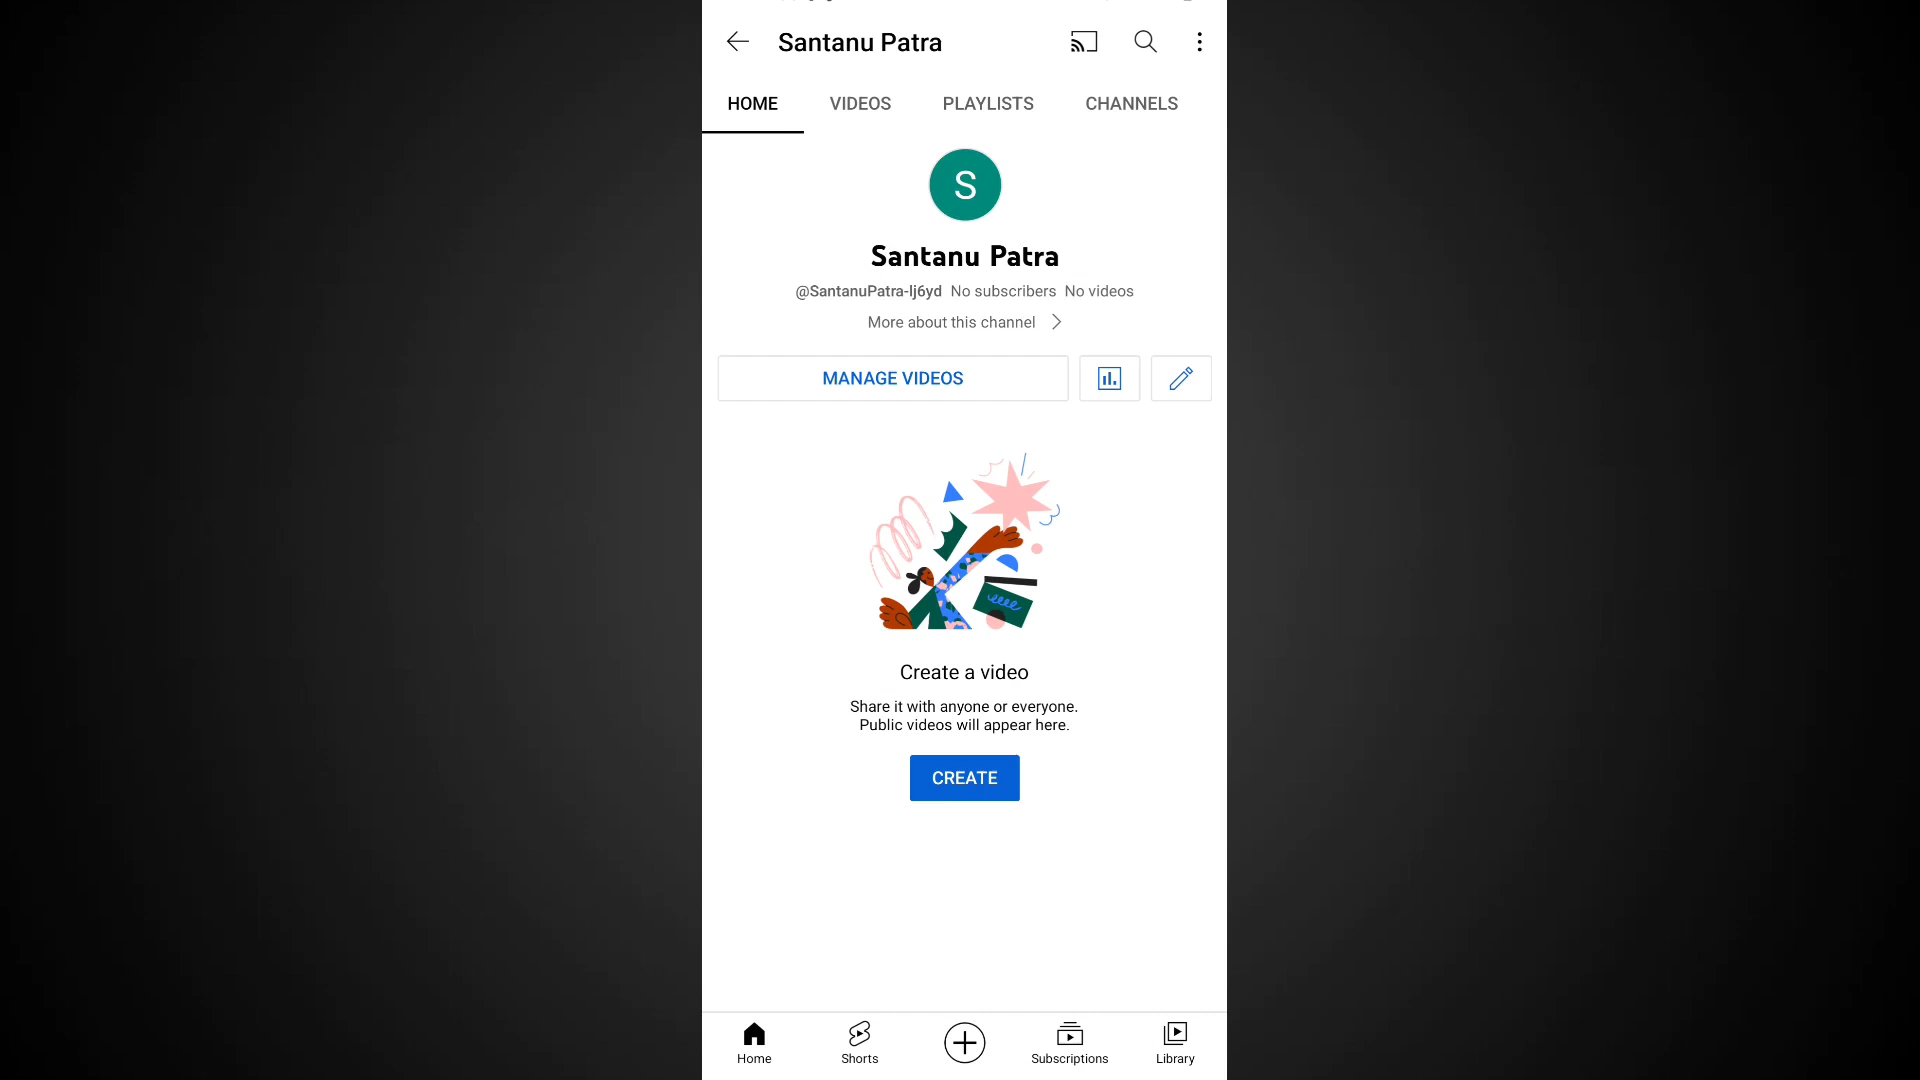 Santanu Patra
HOME VIDEOS PLAYLISTS CHANNELS
S
Santanu Patra
@SantanuPatra-lj6yd No subscribers No videos
More about this channel
MANAGE VIDEOS
Create a video
Share it with anyone or everyone.
Public videos will appear here.
CREATE
Home Shorts Subscriptions Library